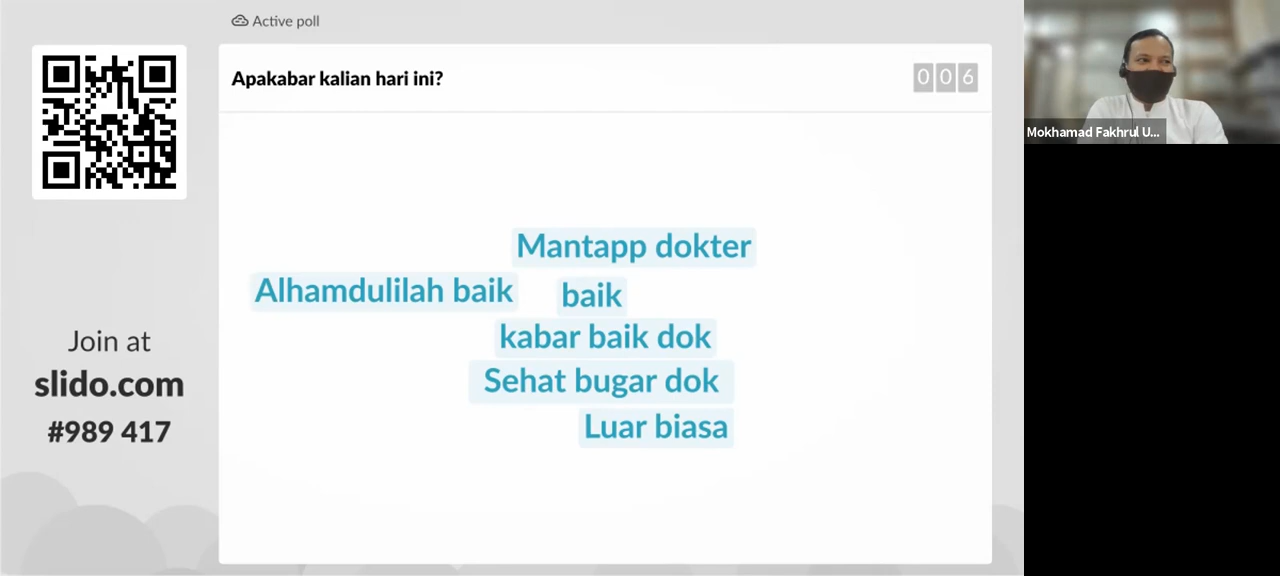 Active poll
Apakabar kalian hari ini?
006
Mantapp dokter
Alhamdulilah baik
baik
kabar baik dok
Sehat bugar dok
Luar biasa
Join at
slido.com
#989 417
Mokhamad Fakhrul U...